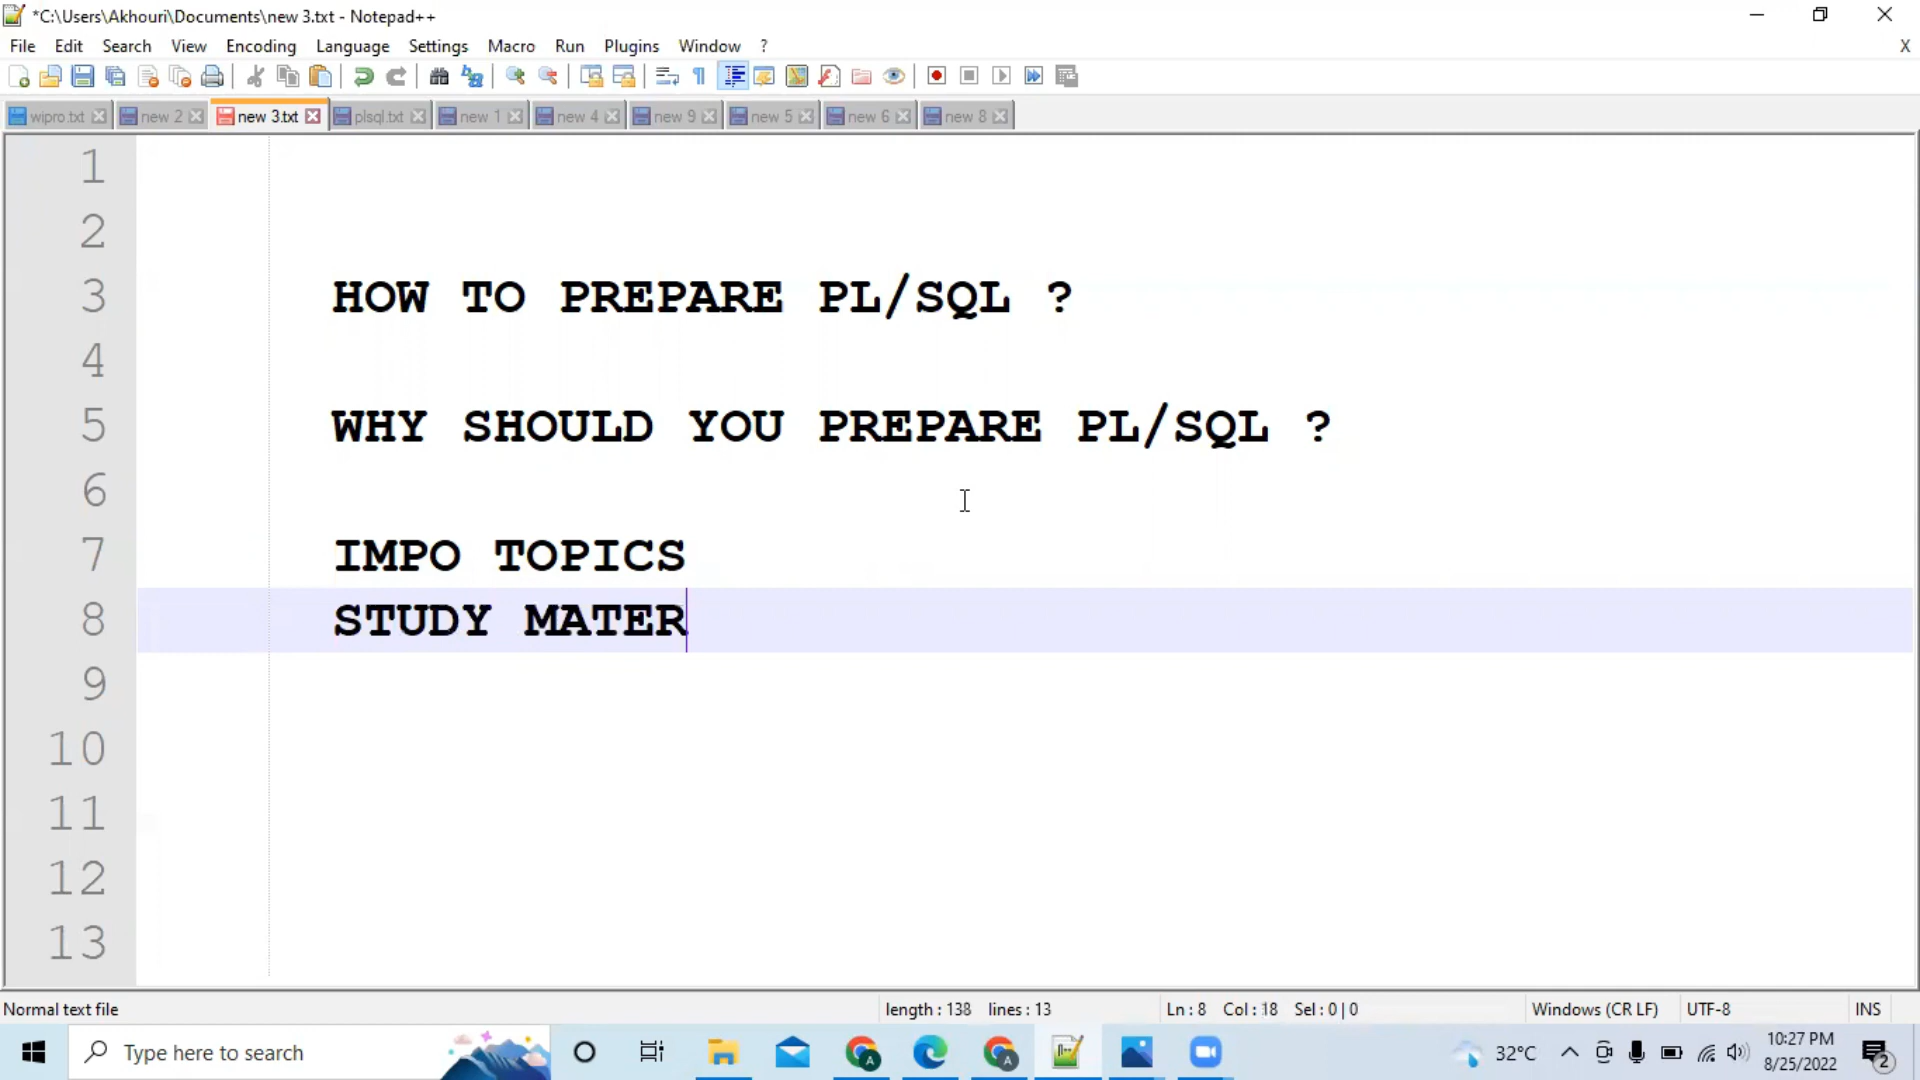 *C:\Users\Akhouri\Documents\new 3.txt - Notepad++
File Edit Search View Encoding Language Settings Macro Run Plugins Window ? X
wipro.txt new 2 new 3.txt plsql.txt new 1 new 4 new 9 new 5 new 6 new 8
1
2
3 HOW TO PREPARE PL/SQL ?
4
5 WHY SHOULD YOU PREPARE PL/SQL ?
6
7 IMPO TOPICS
8 STUDY MATER
9
10
11
12
13
Normal text file length : 138 lines : 13 Ln : 8 Col : 18 Sel : 0 | 0 Windows (CR LF) UTF-8 INS
Type here to search 32°C 10:27 PM
8/25/2022 2